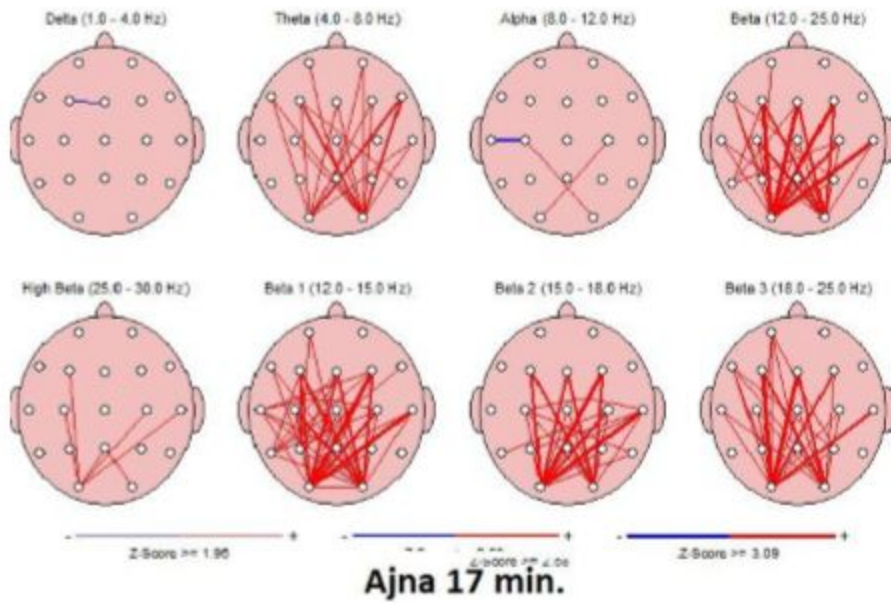 Delta (1.0 - 4.0 Hz) Theta (4.0 - 8.0 Hz) Alpha (8.0 - 12.0 Hz) Beta (12.0 - 25.0 Hz)
High Beta (25.0 - 30.0 Hz) Beta 1 (12.0 - 15.0 Hz) Beta 2 (15.0 - 18.0 Hz) Beta 3 (18.0 - 25.0 Hz)
- + - + - +
Z-Score >= 1.96 Z-Score >= Z-Score >= 3.09
Ajna 17 min.